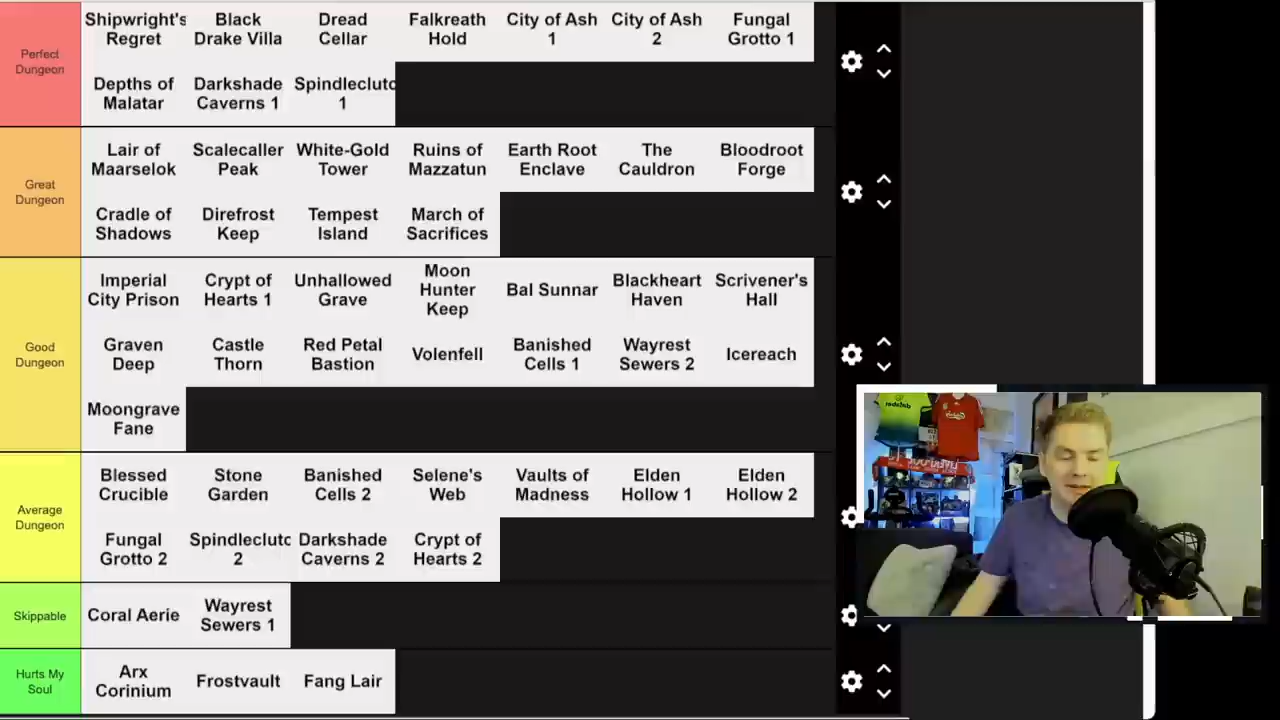 Perfect
Dungeon
Shipwright's
Regret
Black
Drake Villa
Dread
Cellar
Falkreath
Hold
City of Ash
1
City of Ash
2
Fungal
Grotto 1
Depths of
Malatar
Darkshade
Caverns 1
Spindleclutc
1
Great
Dungeon
Lair of
Maarselok
Scalecaller
Peak
White-Gold
Tower
Ruins of
Mazzatun
Earth Root
Enclave
The
Cauldron
Bloodroot
Forge
Cradle of
Shadows
Direfrost
Keep
Tempest
Island
March of
Sacrifices
Good
Dungeon
Imperial
City Prison
Crypt of
Hearts 1
Unhallowed
Grave
Moon
Hunter
Keep
Bal Sunnar
Blackheart
Haven
Scrivener's
Hall
Graven
Deep
Castle
Thorn
Red Petal
Bastion
Volenfell
Banished
Cells 1
Wayrest
Sewers 2
Icereach
Moongrave
Fane
Average
Dungeon
Blessed
Crucible
Stone
Garden
Banished
Cells 2
Selene's
Web
Vaults of
Madness
Elden
Hollow 1
Elden
Hollow 2
Fungal
Grotto 2
Spindleclutc
2
Darkshade
Caverns 2
Crypt of
Hearts 2
Skippable
Coral Aerie
Wayrest
Sewers 1
Hurts My
Soul
Arx
Corinium
Frostvault
Fang Lair